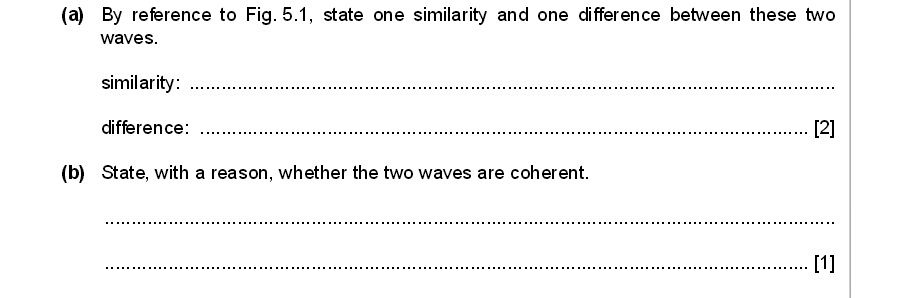 (a) By reference to Fig. 5.1, state one similarity and one difference between these two
waves.
similarity: ................................................................................................................................
difference: ......................................................................................................................... [2]
(b) State, with a reason, whether the two waves are coherent.
................................................................................................................................................
........................................................................................................................................... [1]